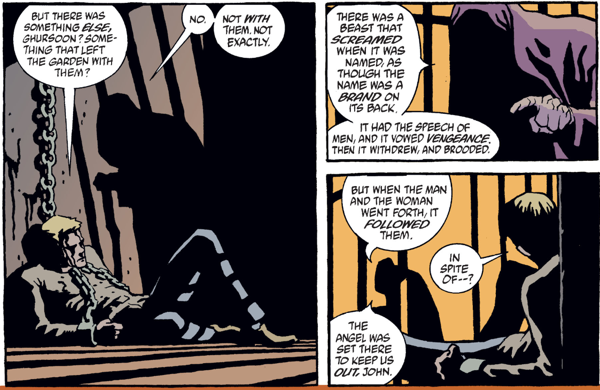 BUT THERE WAS
SOMETHING ELSE,
GHURSOON? SOME-
THING THAT LEFT
THE GARDEN WITH
THEM?
NO.
NOT WITH
THEM. NOT
EXACTLY.
THERE WAS A
BEAST THAT
SCREAMED
WHEN IT WAS
NAMED, AS
THOUGH THE
NAME WAS A
BRAND ON
ITS BACK.
IT HAD THE SPEECH OF
MEN, AND IT VOWED VENGEANCE.
THEN IT WITHDREW, AND BROODED.
BUT WHEN THE MAN
AND THE WOMAN
WENT FORTH, IT
FOLLOWED
THEM.
IN
SPITE
OF--?
THE
ANGEL WAS
SET THERE
TO KEEP US
OUT, JOHN.